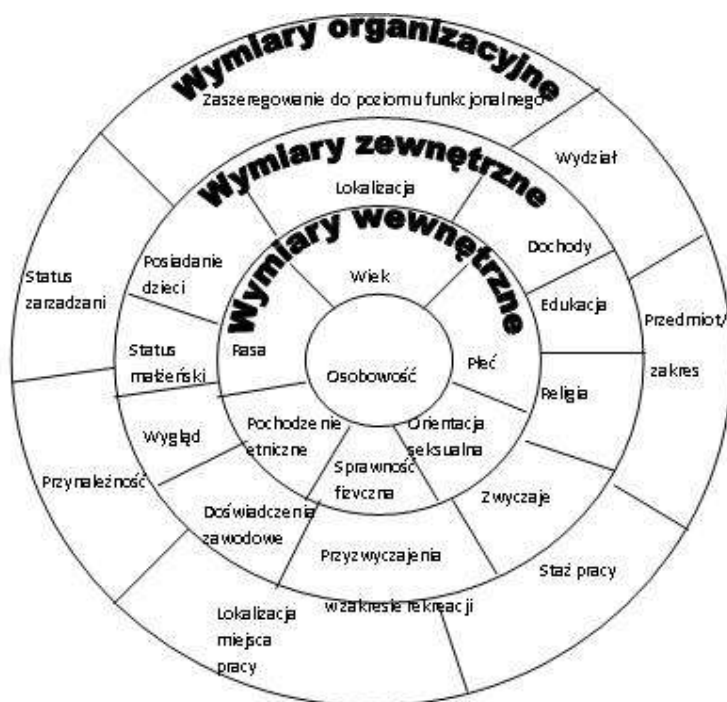 Wymiary organizacyjne
Zaszeregowanie do poziomu funkcjonalnego
Wydział
Przedmiot/
zakres
Staż pracy
Lokalizacja
miejsca
pracy
Przynależność
Status
zarzadzani
Wymiary zewnętrzne
Lokalizacja
Dochody
Edukacja
Religia
Zwyczaje
Przyzwyczajenia
w zakresie rekreacji
Doświadczenia
zawodowe
Wygląd
Status
małżeński
Posiadanie
dzieci
Wymiary wewnętrzne
Wiek
Płeć
Orientacja
seksualna
Sprawność
fizyczna
Pochodzenie
etniczne
Rasa
Osobowość